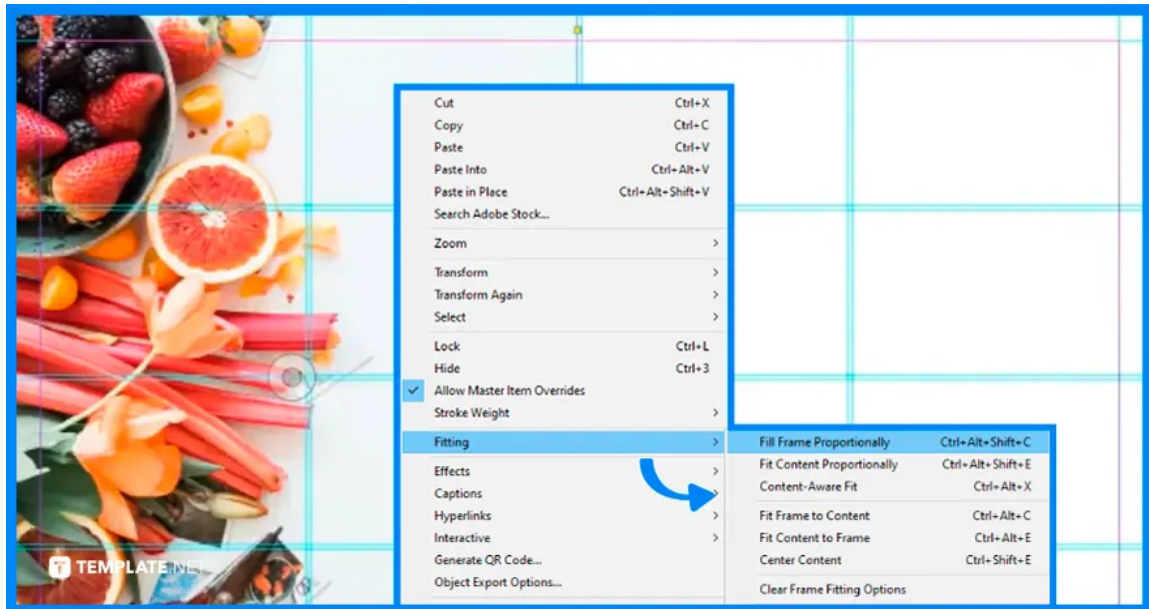 Cut Ctrl+X
Copy Ctrl+C
Paste Ctrl+V
Paste Into Ctrl+Alt+V
Paste in Place Ctrl+Alt+Shift+V
Search Adobe Stock...
Zoom
Transform
Transform Again
Select
Lock Ctrl+L
Hide Ctrl+3
Allow Master Item Overrides
Stroke Weight
Fitting
Fill Frame Proportionally Ctrl+Alt+Shift+C
Fit Content Proportionally Ctrl+Alt+Shift+E
Content-Aware Fit Ctrl+Alt+X
Fit Frame to Content Ctrl+Alt+C
Fit Content to Frame Ctrl+Alt+E
Center Content Ctrl+Shift+E
Clear Frame Fitting Options
Effects
Captions
Hyperlinks
Interactive
Generate QR Code...
Object Export Options...
T TEMPLATE.NET